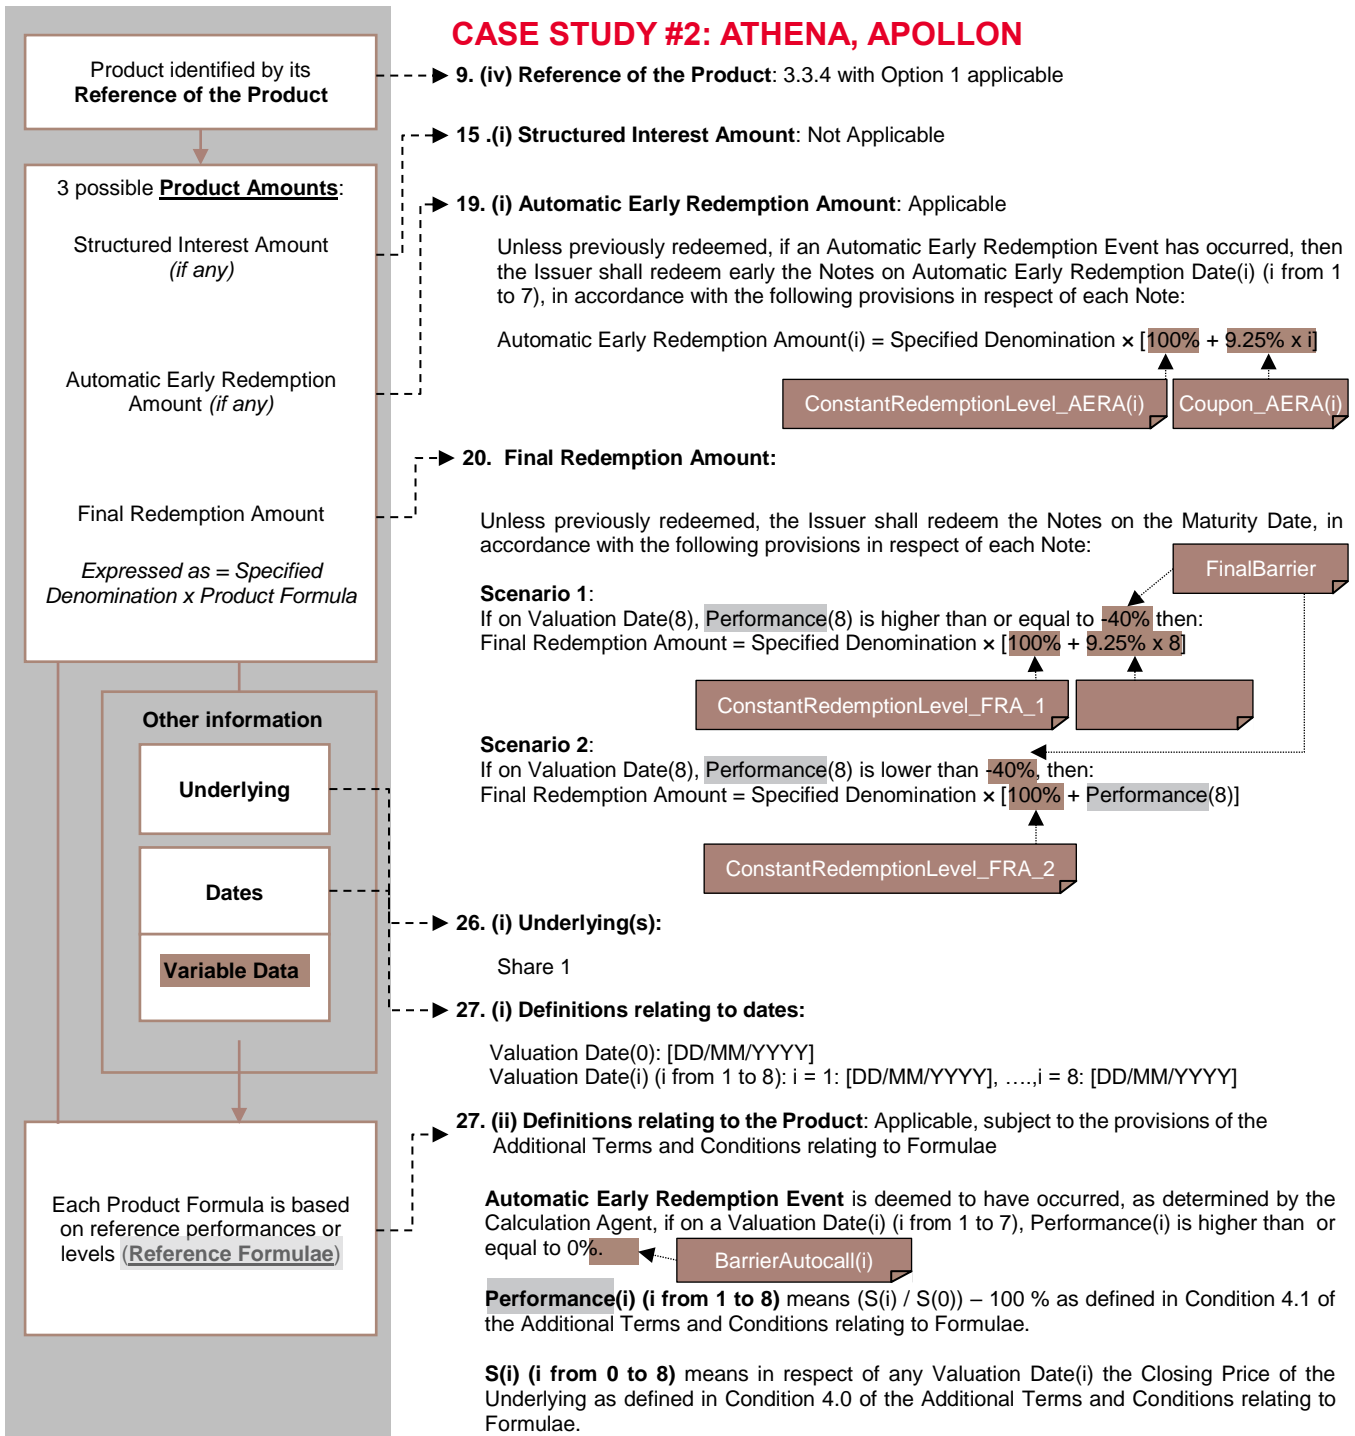 CASE STUDY #2: ATHENA, APOLLON
Product identified by its
Reference of the Product
9. (iv) Reference of the Product: 3.3.4 with Option 1 applicable
15 .(i) Structured Interest Amount: Not Applicable
3 possible Product Amounts:
Structured Interest Amount
(if any)
Automatic Early Redemption
Amount (if any)
Final Redemption Amount
Expressed as = Specified
Denomination x Product Formula
19. (i) Automatic Early Redemption Amount: Applicable
Unless previously redeemed, if an Automatic Early Redemption Event has occurred, then
the Issuer shall redeem early the Notes on Automatic Early Redemption Date(i) (i from 1
to 7), in accordance with the following provisions in respect of each Note:
Automatic Early Redemption Amount(i) = Specified Denomination × [100% + 9.25% x i]
ConstantRedemptionLevel_AERA(i)
Coupon_AERA(i)
20. Final Redemption Amount:
Unless previously redeemed, the Issuer shall redeem the Notes on the Maturity Date, in
accordance with the following provisions in respect of each Note:
FinalBarrier
Scenario 1:
If on Valuation Date(8), Performance(8) is higher than or equal to -40% then:
Final Redemption Amount = Specified Denomination × [100% + 9.25% x 8]
ConstantRedemptionLevel_FRA_1
Scenario 2:
If on Valuation Date(8), Performance(8) is lower than -40%, then:
Final Redemption Amount = Specified Denomination × [100% + Performance(8)]
ConstantRedemptionLevel_FRA_2
Other information
Underlying
Dates
Variable Data
26. (i) Underlying(s):
Share 1
27. (i) Definitions relating to dates:
Valuation Date(0): [DD/MM/YYYY]
Valuation Date(i) (i from 1 to 8): i = 1: [DD/MM/YYYY], ….,i = 8: [DD/MM/YYYY]
27. (ii) Definitions relating to the Product: Applicable, subject to the provisions of the
Additional Terms and Conditions relating to Formulae
Each Product Formula is based
on reference performances or
levels (Reference Formulae)
Automatic Early Redemption Event is deemed to have occurred, as determined by the
Calculation Agent, if on a Valuation Date(i) (i from 1 to 7), Performance(i) is higher than or
equal to 0%.
BarrierAutocall(i)
Performance(i) (i from 1 to 8) means (S(i) / S(0)) – 100 % as defined in Condition 4.1 of
the Additional Terms and Conditions relating to Formulae.
S(i) (i from 0 to 8) means in respect of any Valuation Date(i) the Closing Price of the
Underlying as defined in Condition 4.0 of the Additional Terms and Conditions relating to
Formulae.